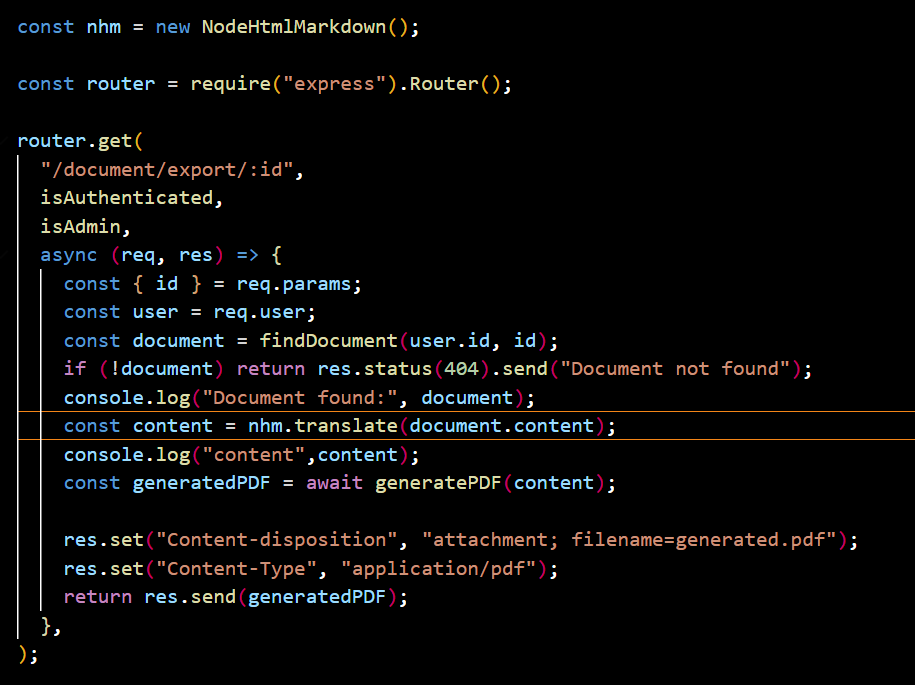 const nhm = new NodeHtmlMarkdown();

const router = require("express").Router();

router.get(
  "/document/export/:id",
  isAuthenticated,
  isAdmin,
  async (req, res) => {
    const { id } = req.params;
    const user = req.user;
    const document = findDocument(user.id, id);
    if (!document) return res.status(404).send("Document not found");
    console.log("Document found:", document);
    const content = nhm.translate(document.content);
    console.log("content",content);
    const generatedPDF = await generatePDF(content);

    res.set("Content-disposition", "attachment; filename=generated.pdf");
    res.set("Content-Type", "application/pdf");
    return res.send(generatedPDF);
  },
);